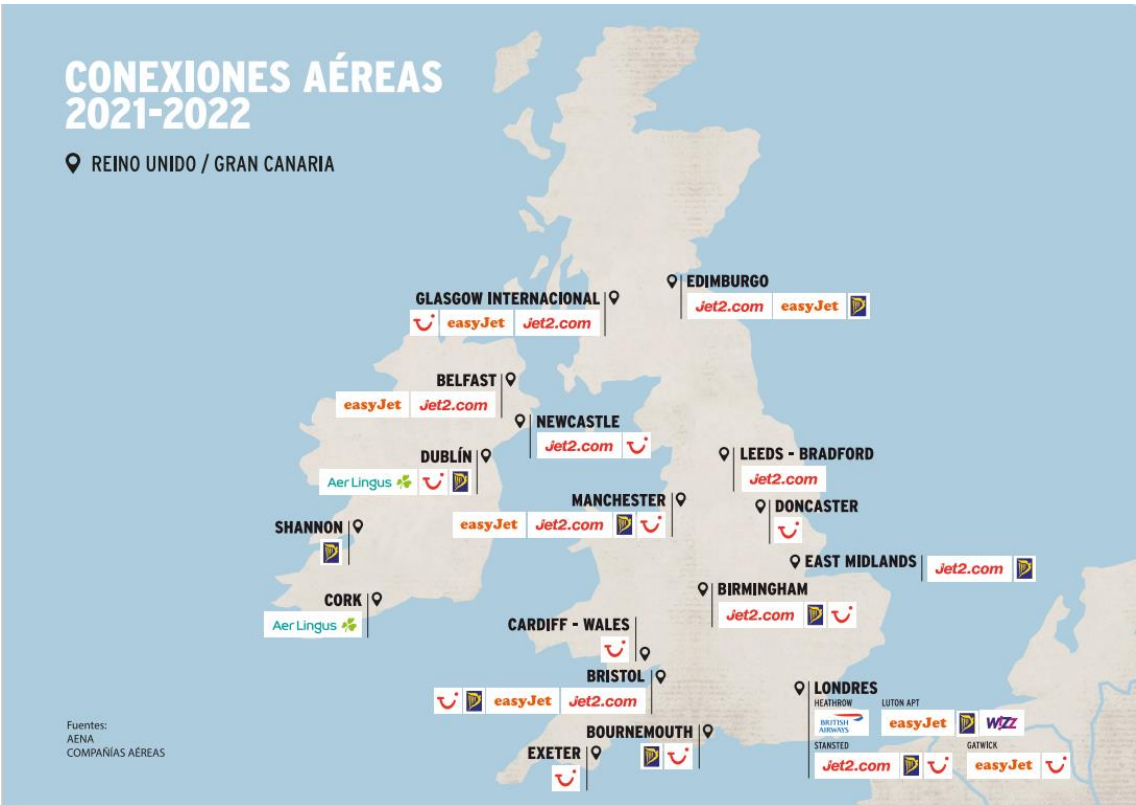 CONEXIONES AÉREAS
2021-2022
REINO UNIDO / GRAN CANARIA
EDIMBURGO
Jet2.com easyJet
GLASGOW INTERNACIONAL
easyJet Jet2.com
BELFAST
easyJet Jet2.com
NEWCASTLE
Jet2.com
DUBLÍN
Aer Lingus
LEEDS - BRADFORD
Jet2.com
MANCHESTER
easyJet Jet2.com
DONCASTER
SHANNON
EAST MIDLANDS
Jet2.com
BIRMINGHAM
Jet2.com
CORK
Aer Lingus
CARDIFF - WALES
BRISTOL
easyJet Jet2.com
LONDRES
HEATHROW LUTON APT
BRITISH
AIRWAYS
easyJet WIZZ
STANSTED GATWICK
Jet2.com easyJet
BOURNEMOUTH
EXETER
Fuentes:
AENA
COMPAÑÍAS AÉREAS